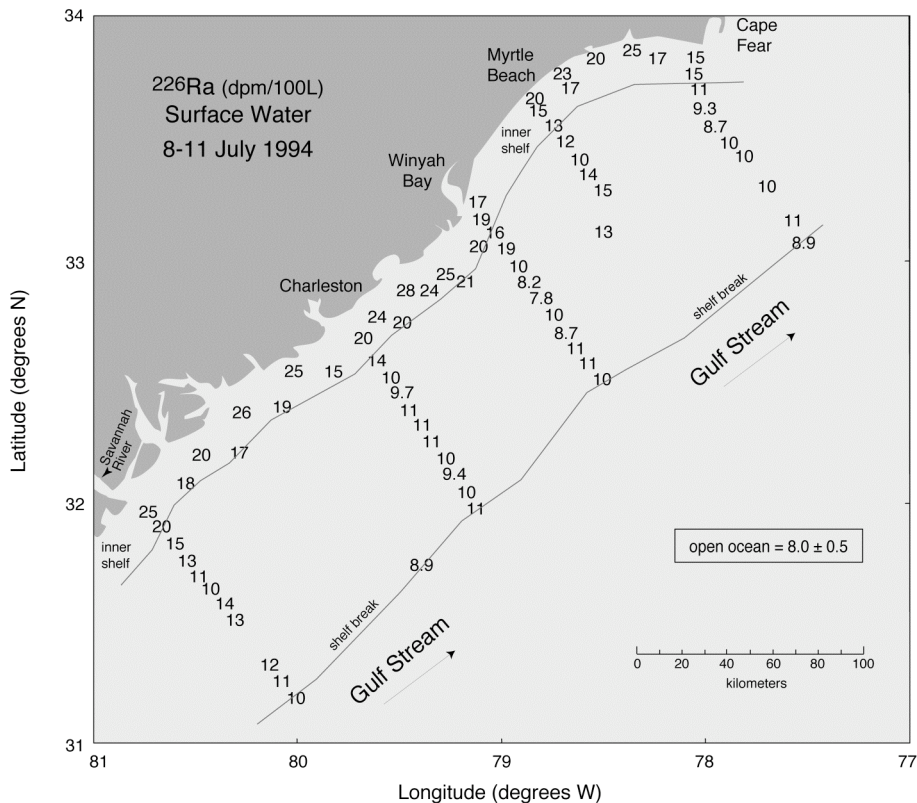 34
33
32
31
81
80
79
78
77
Latitude (degrees N)
Longitude (degrees W)
226Ra (dpm/100L)
Surface Water
8-11 July 1994
Cape
Fear
Myrtle
Beach
Winyah
Bay
Charleston
Savannah
River
inner
shelf
inner
shelf
shelf break
shelf break
Gulf Stream
Gulf Stream
open ocean = 8.0 ± 0.5
0 20 40 60 80 100
kilometers
20 25 17 15
23 17 15
11
9.3
8.7
10
10
10
11
8.9
20
15
13
12
10
14
15
13
17
19
16
20 19
10
8.2
7.8
10
8.7
11
11
10
25 21
28 24
24 20
20
14
25 15
10
9.7
11
11
11
10
9.4
10
11
8.9
26 19
20 17
18
25
20
15
13
11
10
14
13
12
11
10